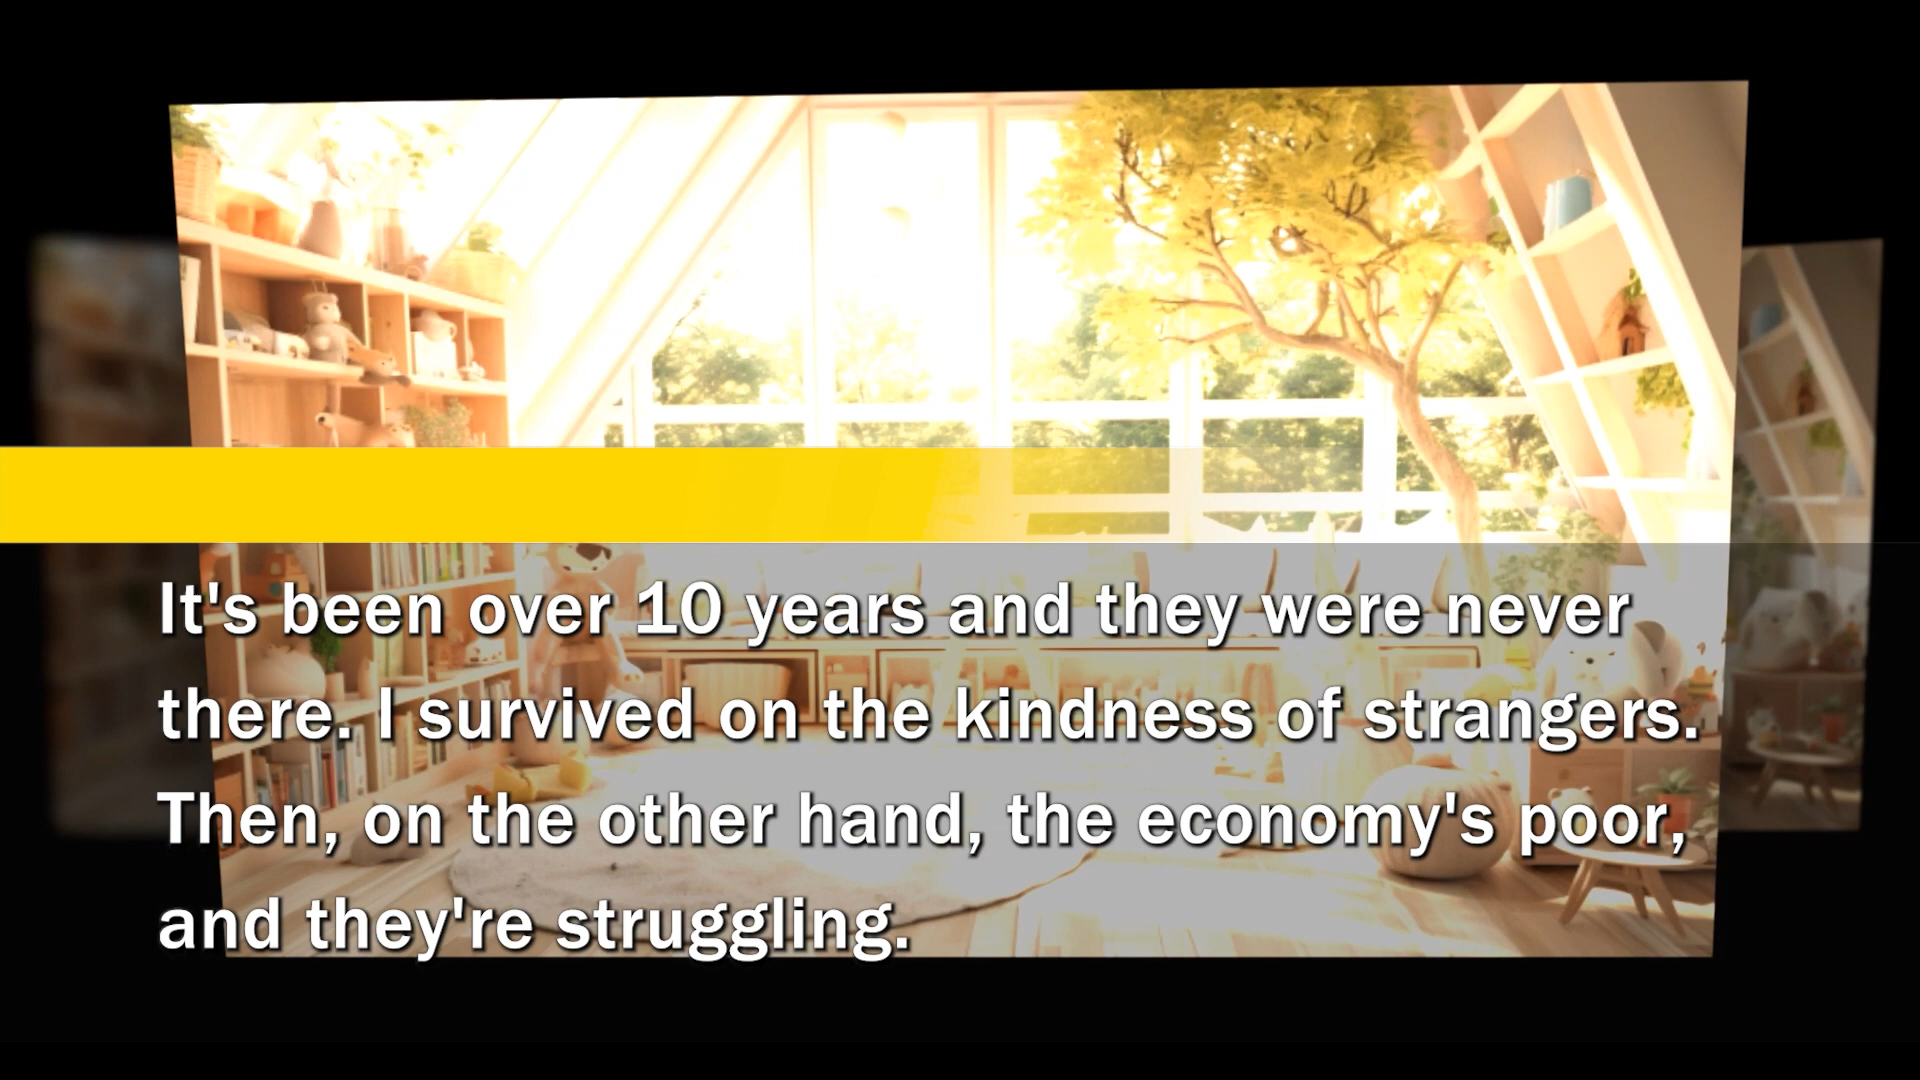 It's been over 10 years and they were never
there. I survived on the kindness of strangers.
Then, on the other hand, the economy's poor,
and they're struggling.